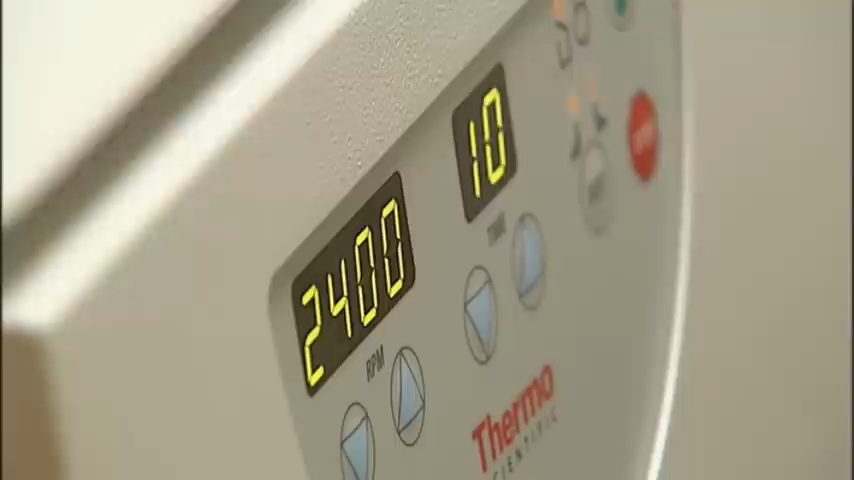 10
TIME
2400
RPM
Thermo
SCIENTIFIC